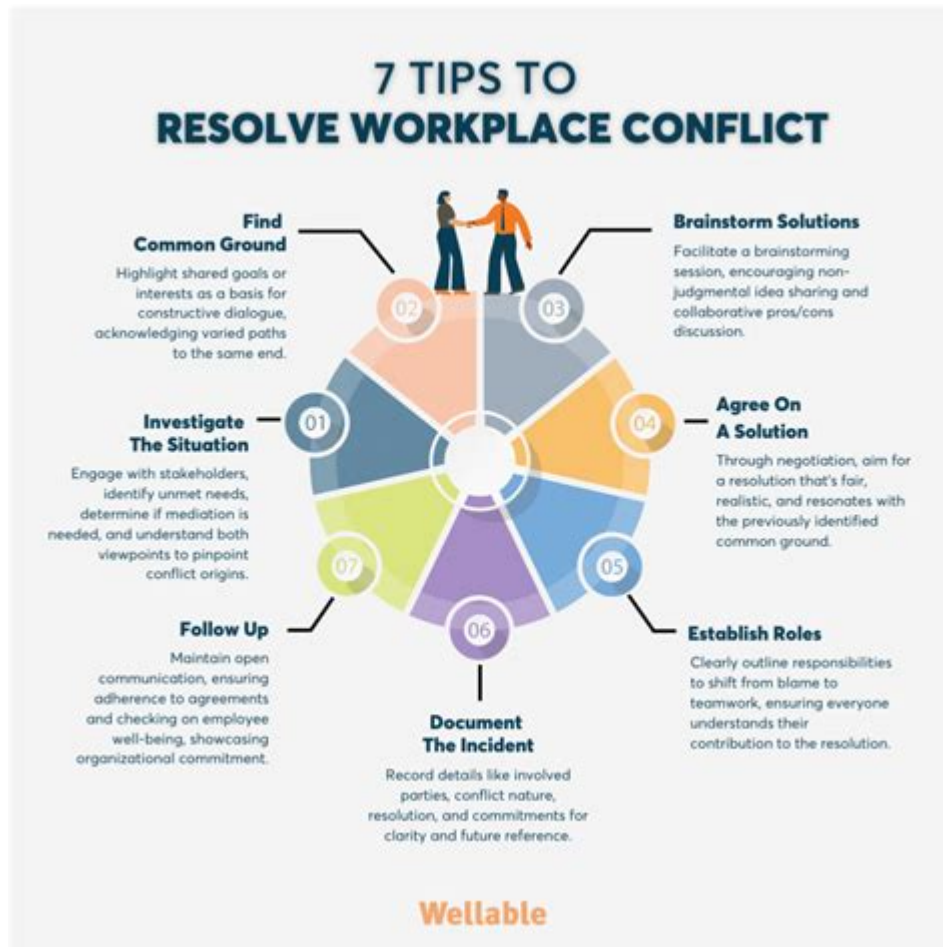 7 TIPS TO
RESOLVE WORKPLACE CONFLICT
01
Investigate
The Situation
Engage with stakeholders,
identify unmet needs,
determine if mediation is
needed, and understand both
viewpoints to pinpoint
conflict origins.
02
Find
Common Ground
Highlight shared goals or
interests as a basis for
constructive dialogue,
acknowledging varied paths
to the same end.
03
Brainstorm Solutions
Facilitate a brainstorming
session, encouraging non-
judgmental idea sharing and
collaborative pros/cons
discussion.
04
Agree On
A Solution
Through negotiation, aim for
a resolution that's fair,
realistic, and resonates with
the previously identified
common ground.
05
Establish Roles
Clearly outline responsibilities
to shift from blame to
teamwork, ensuring everyone
understands their
contribution to the resolution.
06
Document
The Incident
Record details like involved
parties, conflict nature,
resolution, and commitments for
clarity and future reference.
07
Follow Up
Maintain open
communication, ensuring
adherence to agreements
and checking on employee
well-being, showcasing
organizational commitment.
Wellable